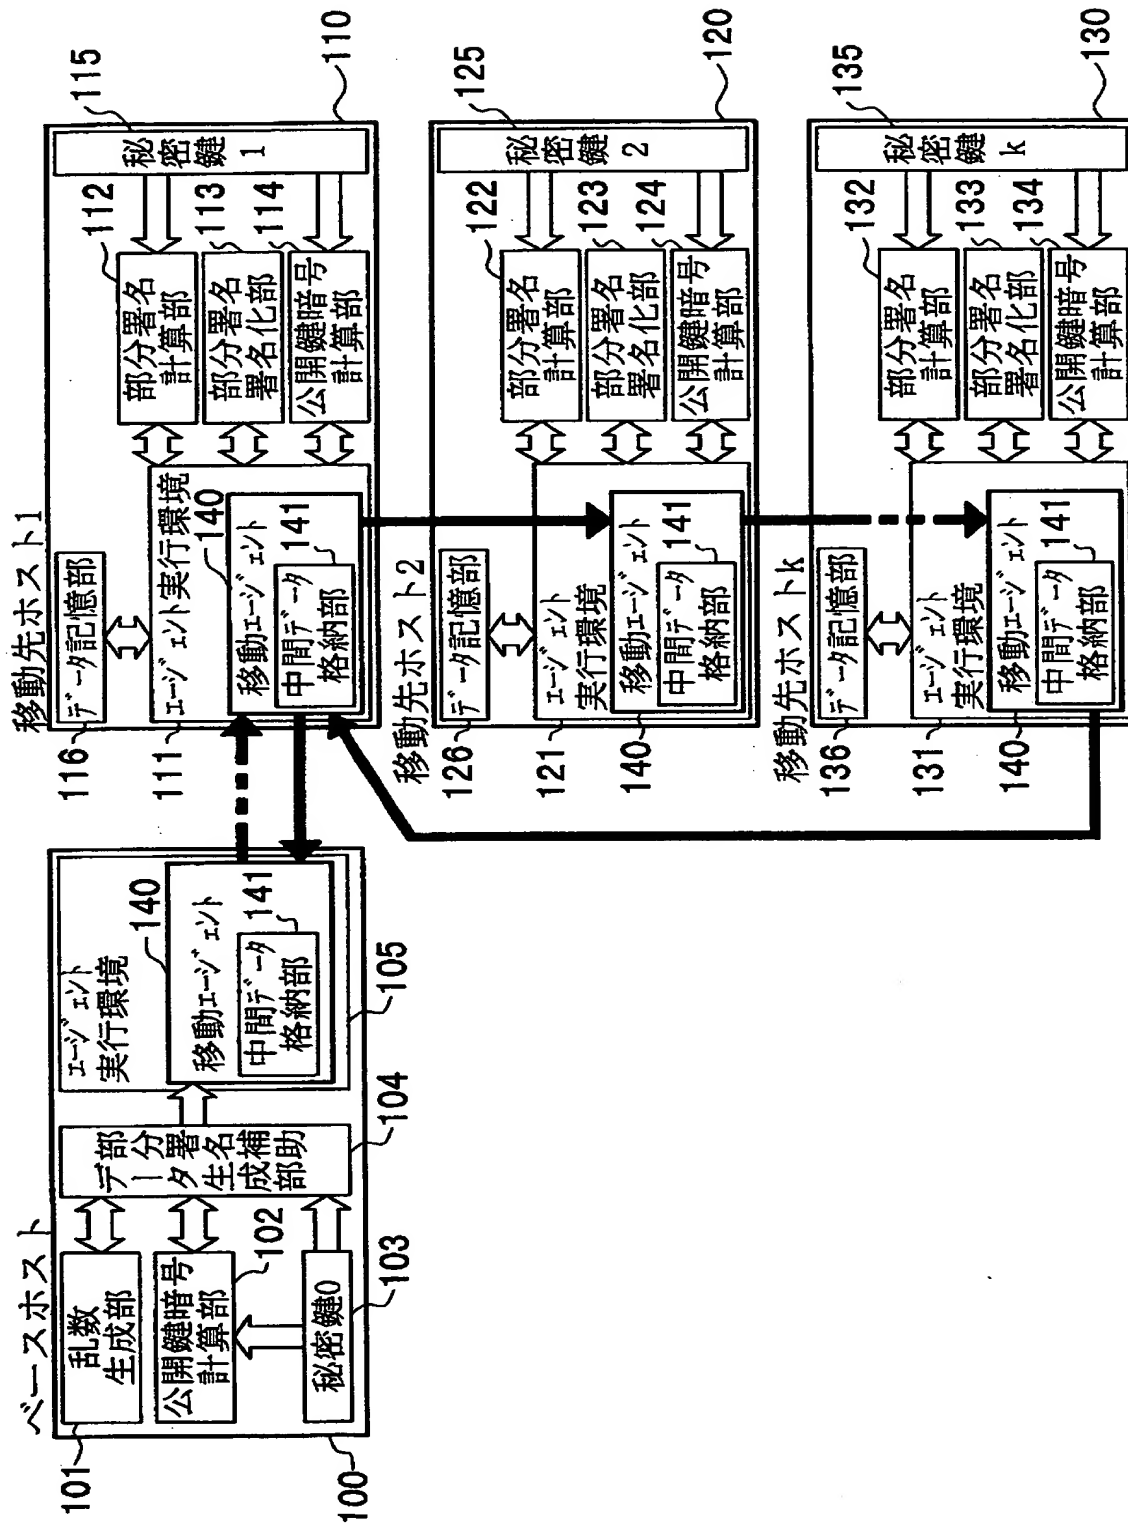 ベースホスト
101
乱数
生成部
公開鍵暗号
計算部
102
秘密鍵0
103
100
部分署名補助
データ生成部
104
エージェント
実行環境
140
移動エージェント
141
中間データ
格納部
105
移動先ホスト1
116
データ記憶部
111
エージェント実行環境
140
移動エージェント
141
中間データ
格納部
112
部分署名
計算部
113
部分署名
署名化部
114
公開鍵暗号
計算部
115
秘密鍵
1
110
移動先ホスト2
126
データ記憶部
121
エージェント
実行環境
140
移動エージェント
141
中間データ
格納部
122
部分署名
計算部
123
部分署名
署名化部
124
公開鍵暗号
計算部
125
秘密鍵
2
120
移動先ホストk
136
データ記憶部
131
エージェント
実行環境
140
移動エージェント
141
中間データ
格納部
132
部分署名
計算部
133
部分署名
署名化部
134
公開鍵暗号
計算部
135
秘密鍵
k
130